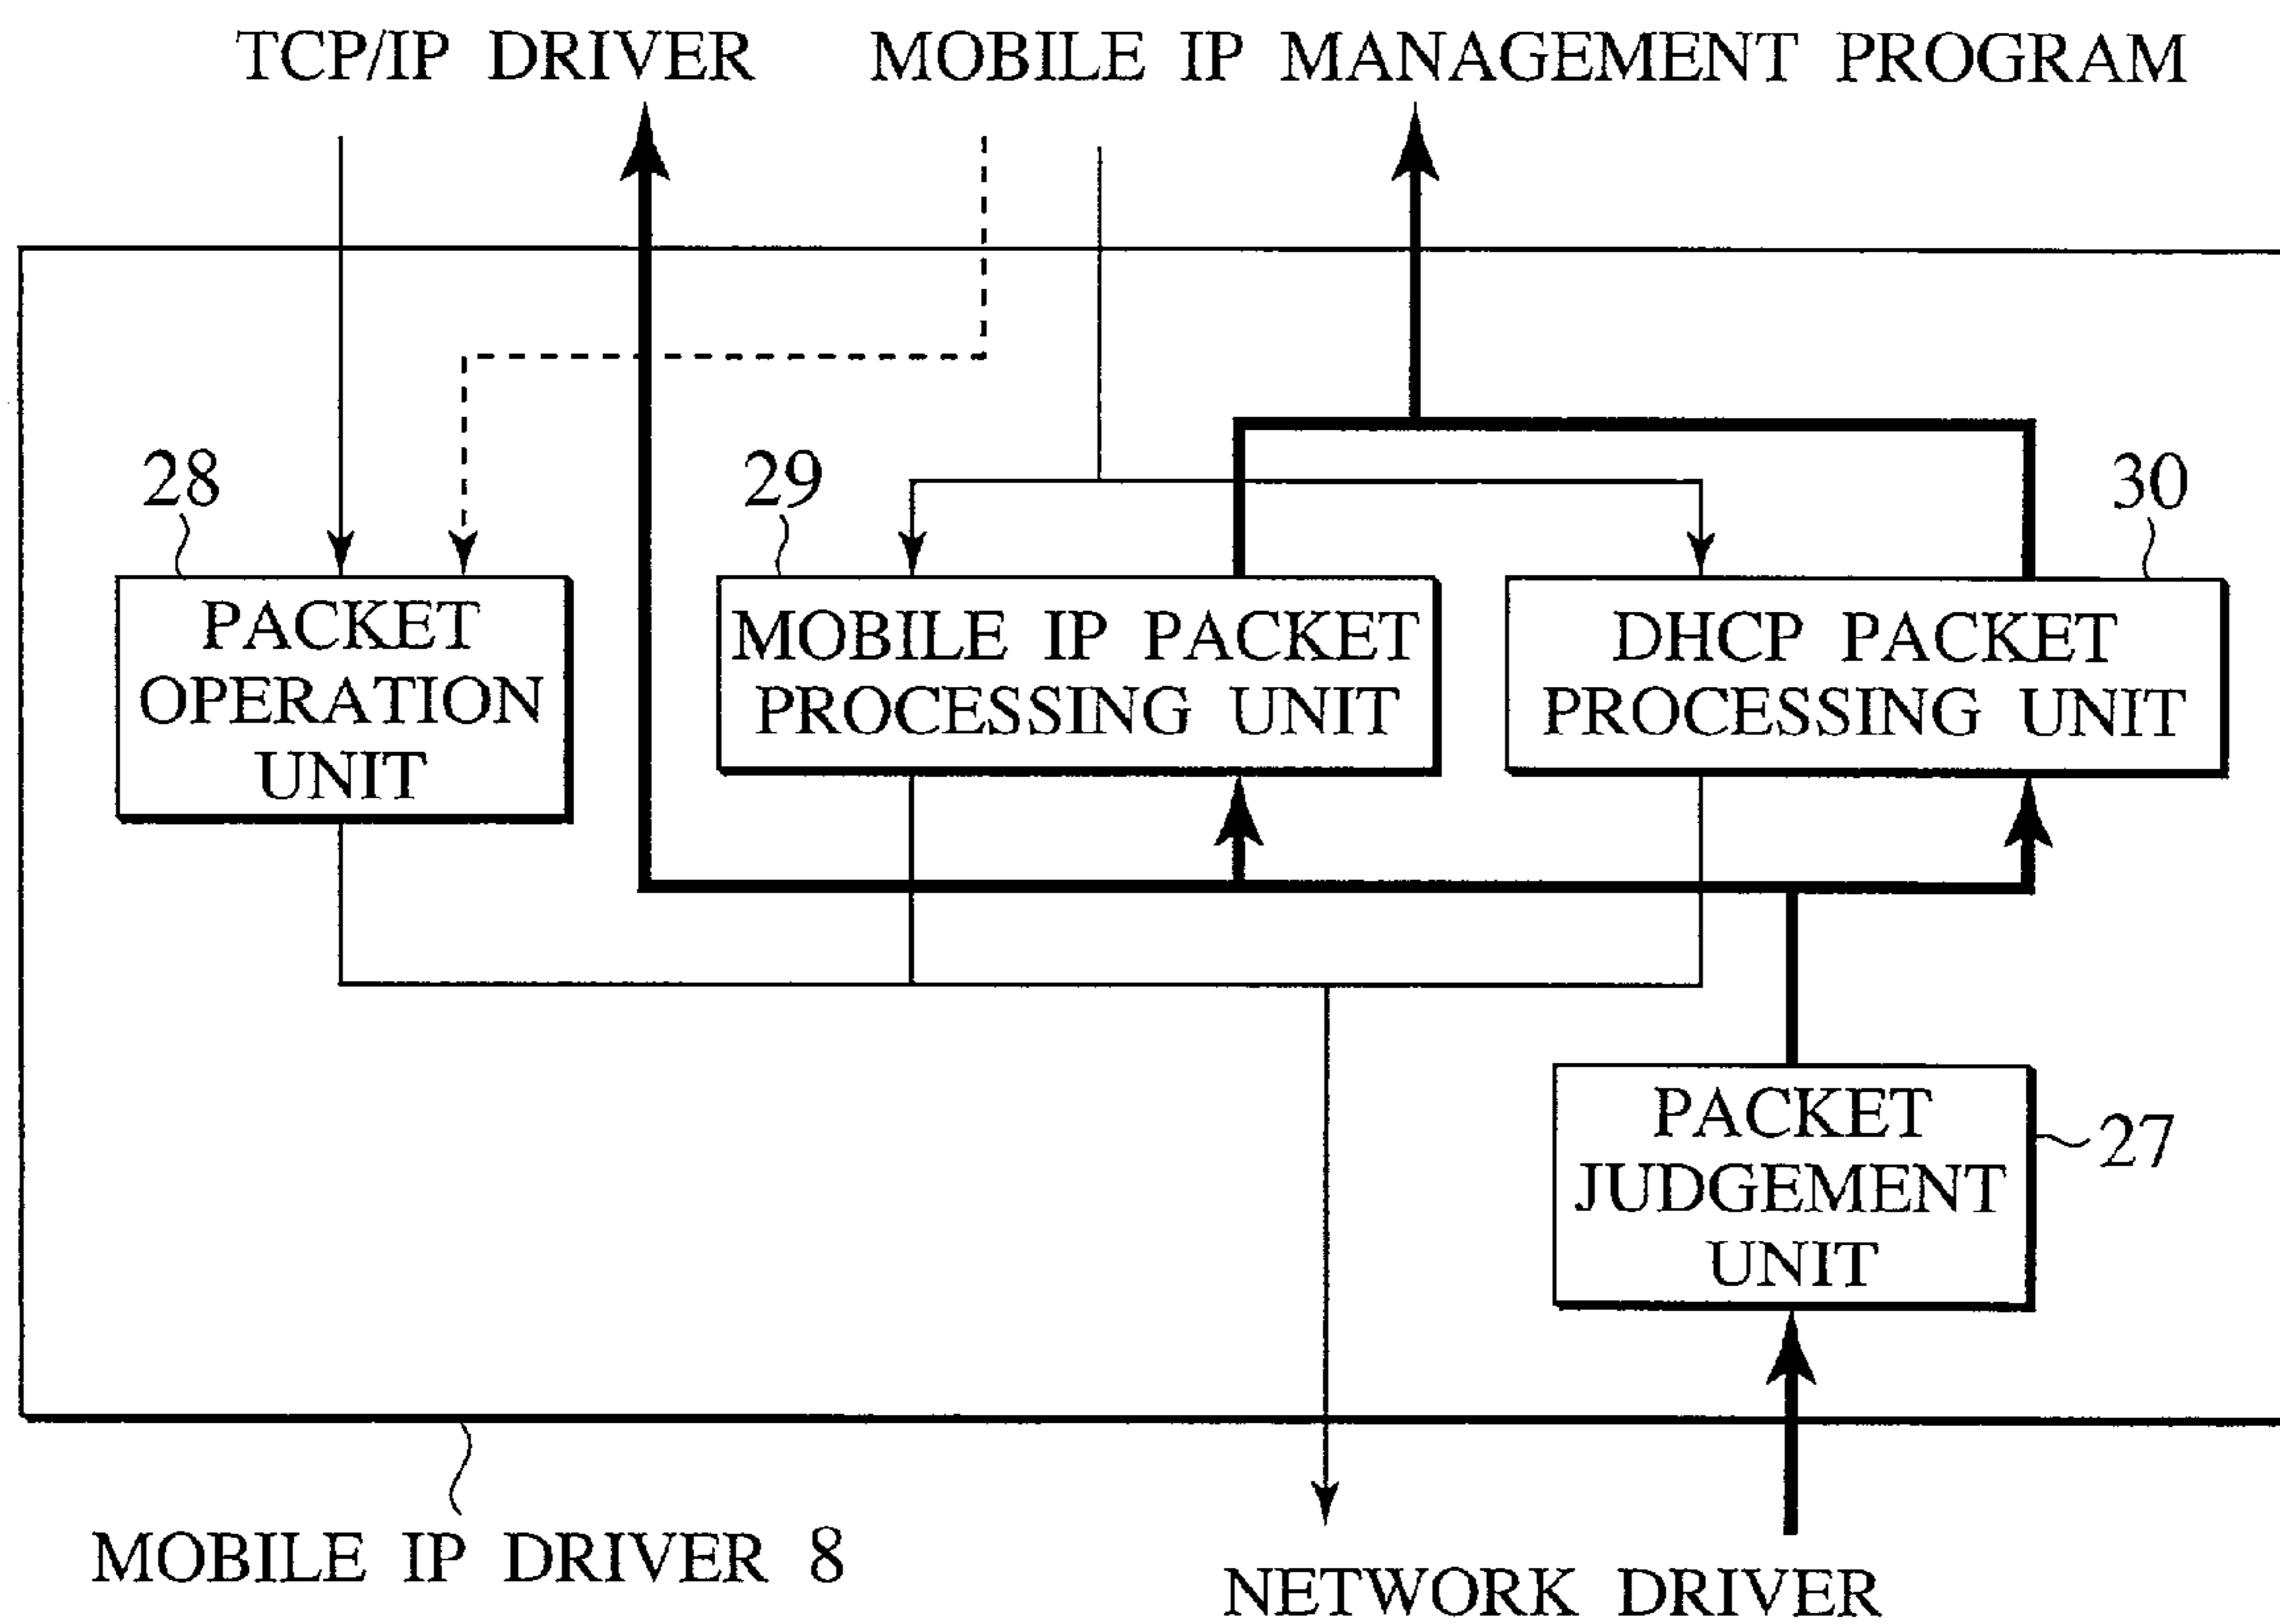 TCP/IP DRIVER
MOBILE IP MANAGEMENT PROGRAM
28
29
30
PACKET
OPERATION
UNIT
MOBILE IP PACKET
PROCESSING UNIT
DHCP PACKET
PROCESSING UNIT
PACKET
JUDGEMENT
UNIT
27
MOBILE IP DRIVER 8
NETWORK DRIVER